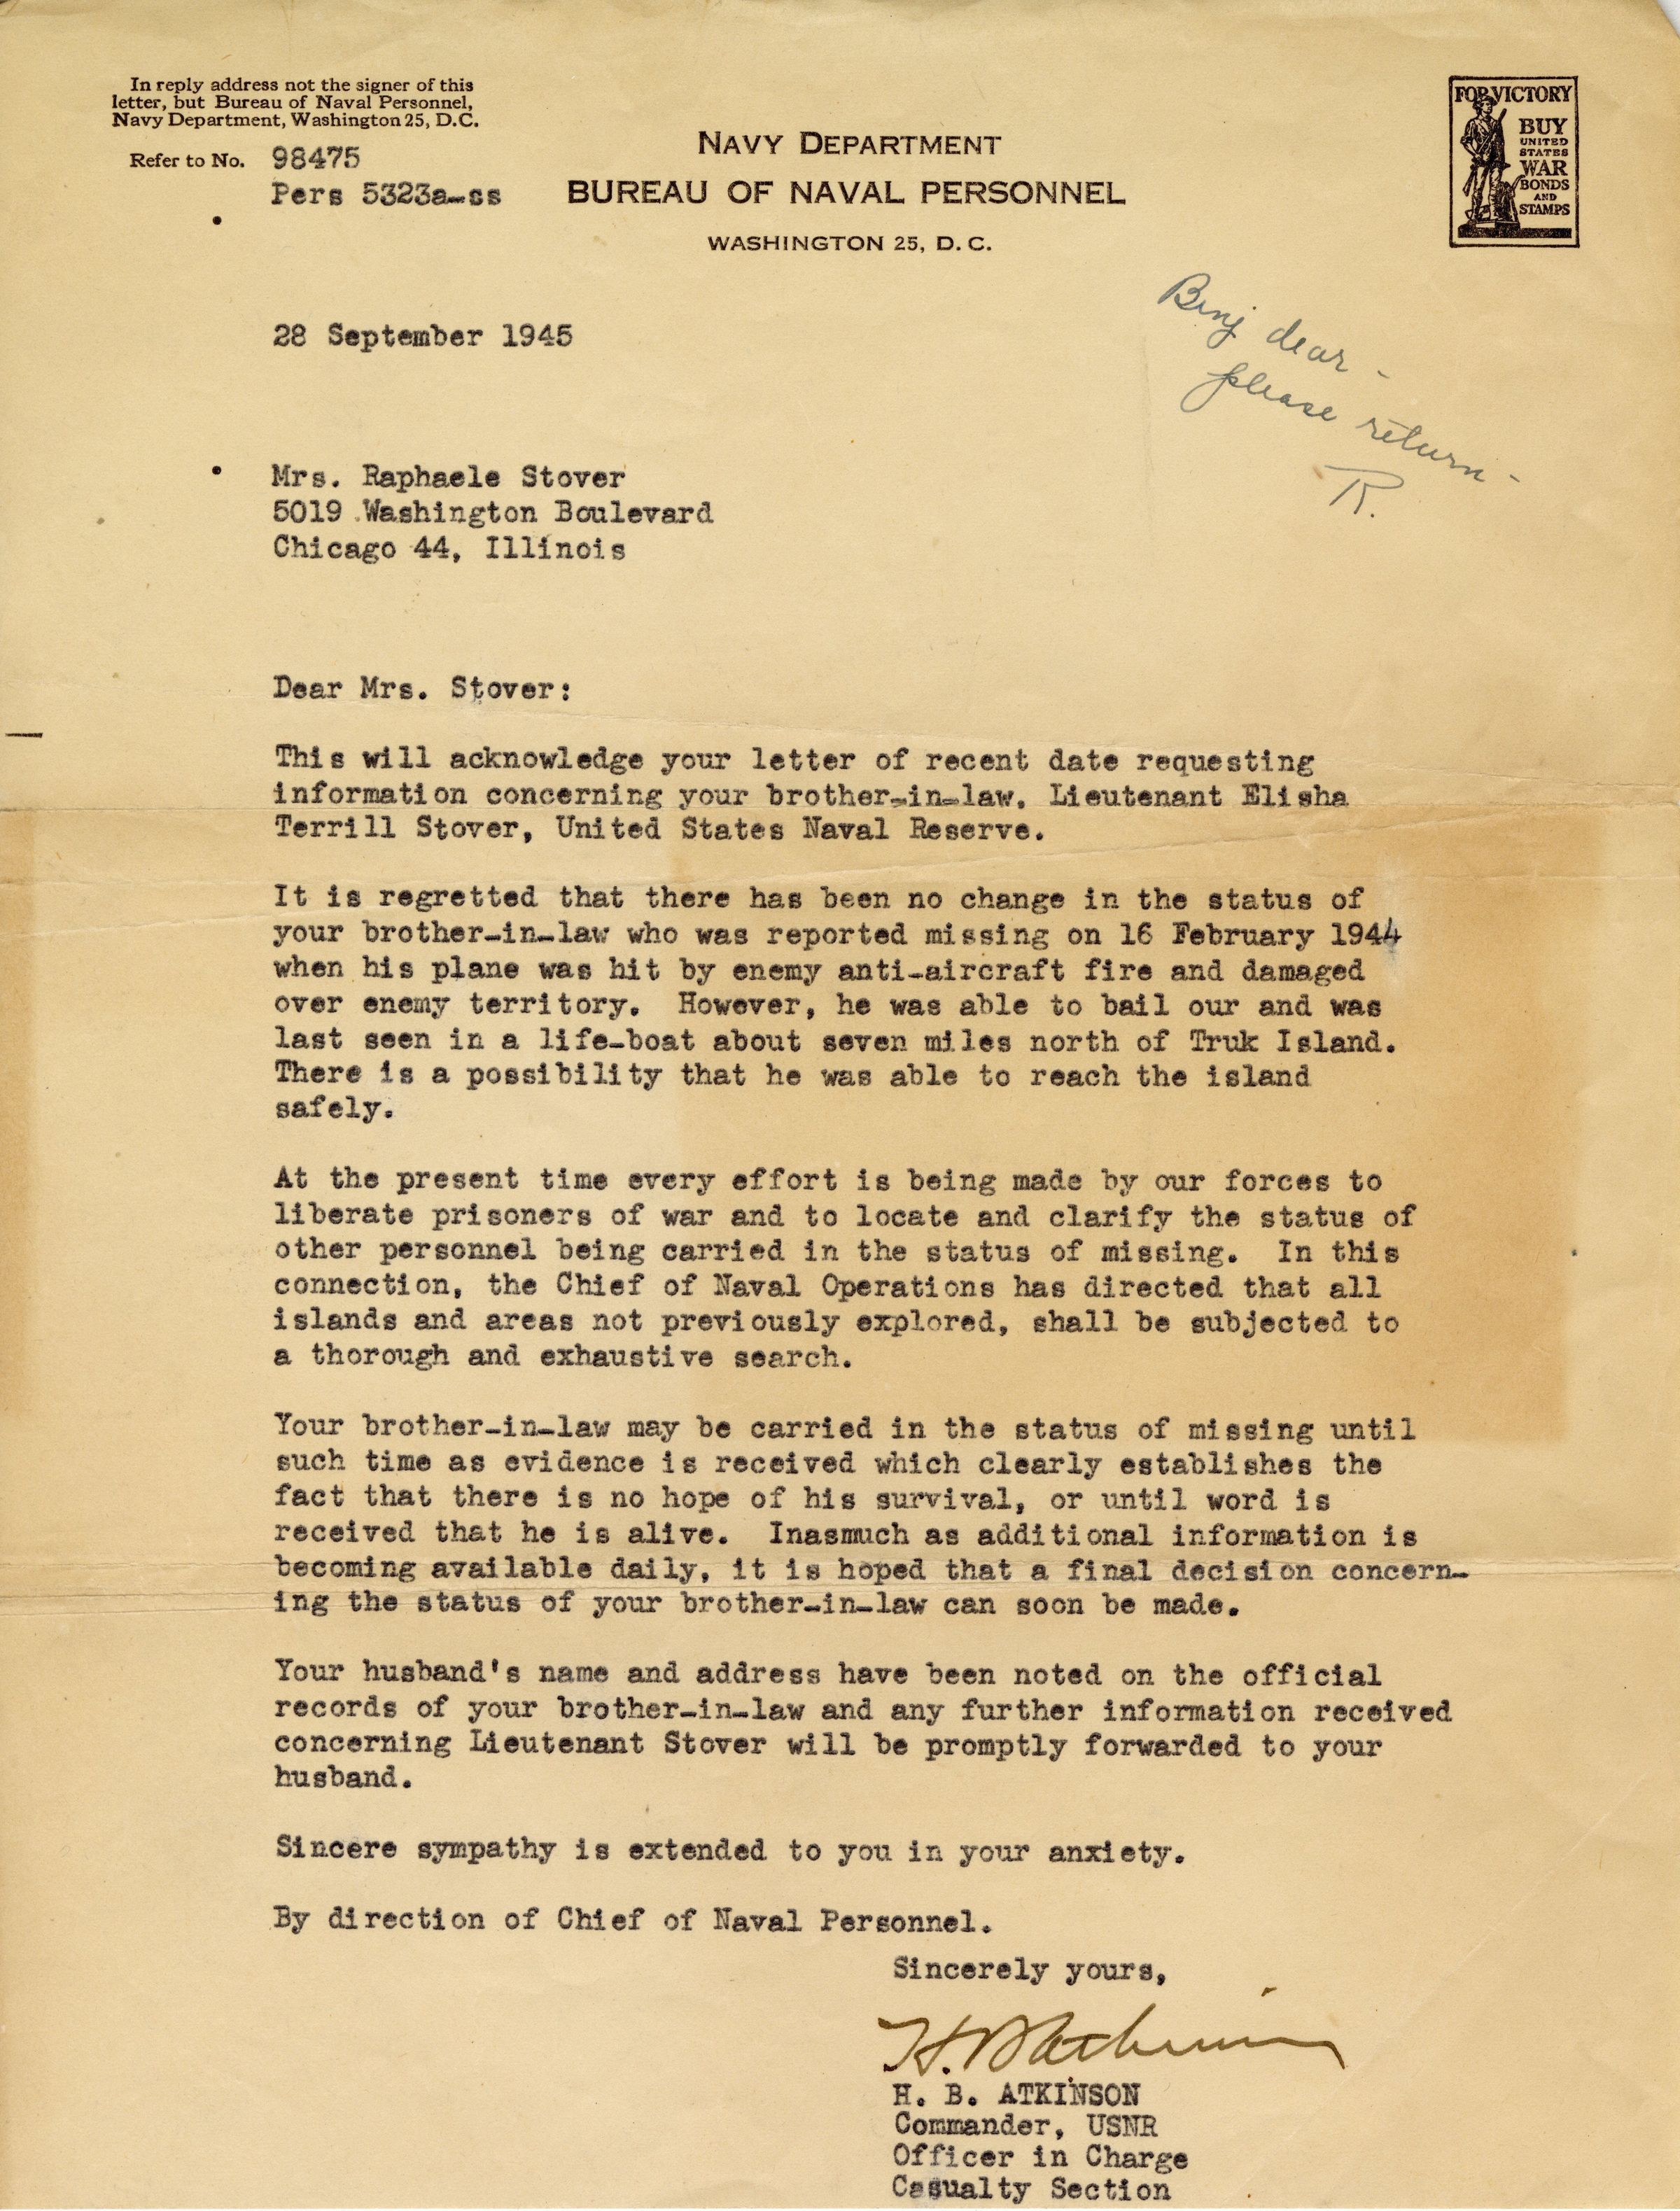 In reply address not the signer of this
letter, but Bureau of Naval Personnel,
Navy Department, Washington 25, D.C.
Refer to No. 98475
Pers 5323a-ss
NAVY DEPARTMENT
BUREAU OF NAVAL PERSONNEL
WASHINGTON 25, D. C.
FOR VICTORY
BUY
UNITED
STATES
WAR
BONDS
AND
STAMPS
Benj dear -
please return -
R.
28 September 1945
Mrs. Raphaele Stover
5019 Washington Boulevard
Chicago 44, Illinois
Dear Mrs. Stover:
This will acknowledge your letter of recent date requesting
information concerning your brother-in-law, Lieutenant Elisha
Terrill Stover, United States Naval Reserve.
It is regretted that there has been no change in the status of
your brother-in-law who was reported missing on 16 February 1944
when his plane was hit by enemy anti-aircraft fire and damaged
over enemy territory. However, he was able to bail our and was
last seen in a life-boat about seven miles north of Truk Island.
There is a possibility that he was able to reach the island
safely.
At the present time every effort is being made by our forces to
liberate prisoners of war and to locate and clarify the status of
other personnel being carried in the status of missing. In this
connection, the Chief of Naval Operations has directed that all
islands and areas not previously explored, shall be subjected to
a thorough and exhaustive search.
Your brother-in-law may be carried in the status of missing until
such time as evidence is received which clearly establishes the
fact that there is no hope of his survival, or until word is
received that he is alive. Inasmuch as additional information is
becoming available daily, it is hoped that a final decision concern-
ing the status of your brother-in-law can soon be made.
Your husband's name and address have been noted on the official
records of your brother-in-law and any further information received
concerning Lieutenant Stover will be promptly forwarded to your
husband.
Sincere sympathy is extended to you in your anxiety.
By direction of Chief of Naval Personnel.
Sincerely yours,
H. B. Atkinson
H. B. ATKINSON
Commander, USNR
Officer in Charge
Casualty Section